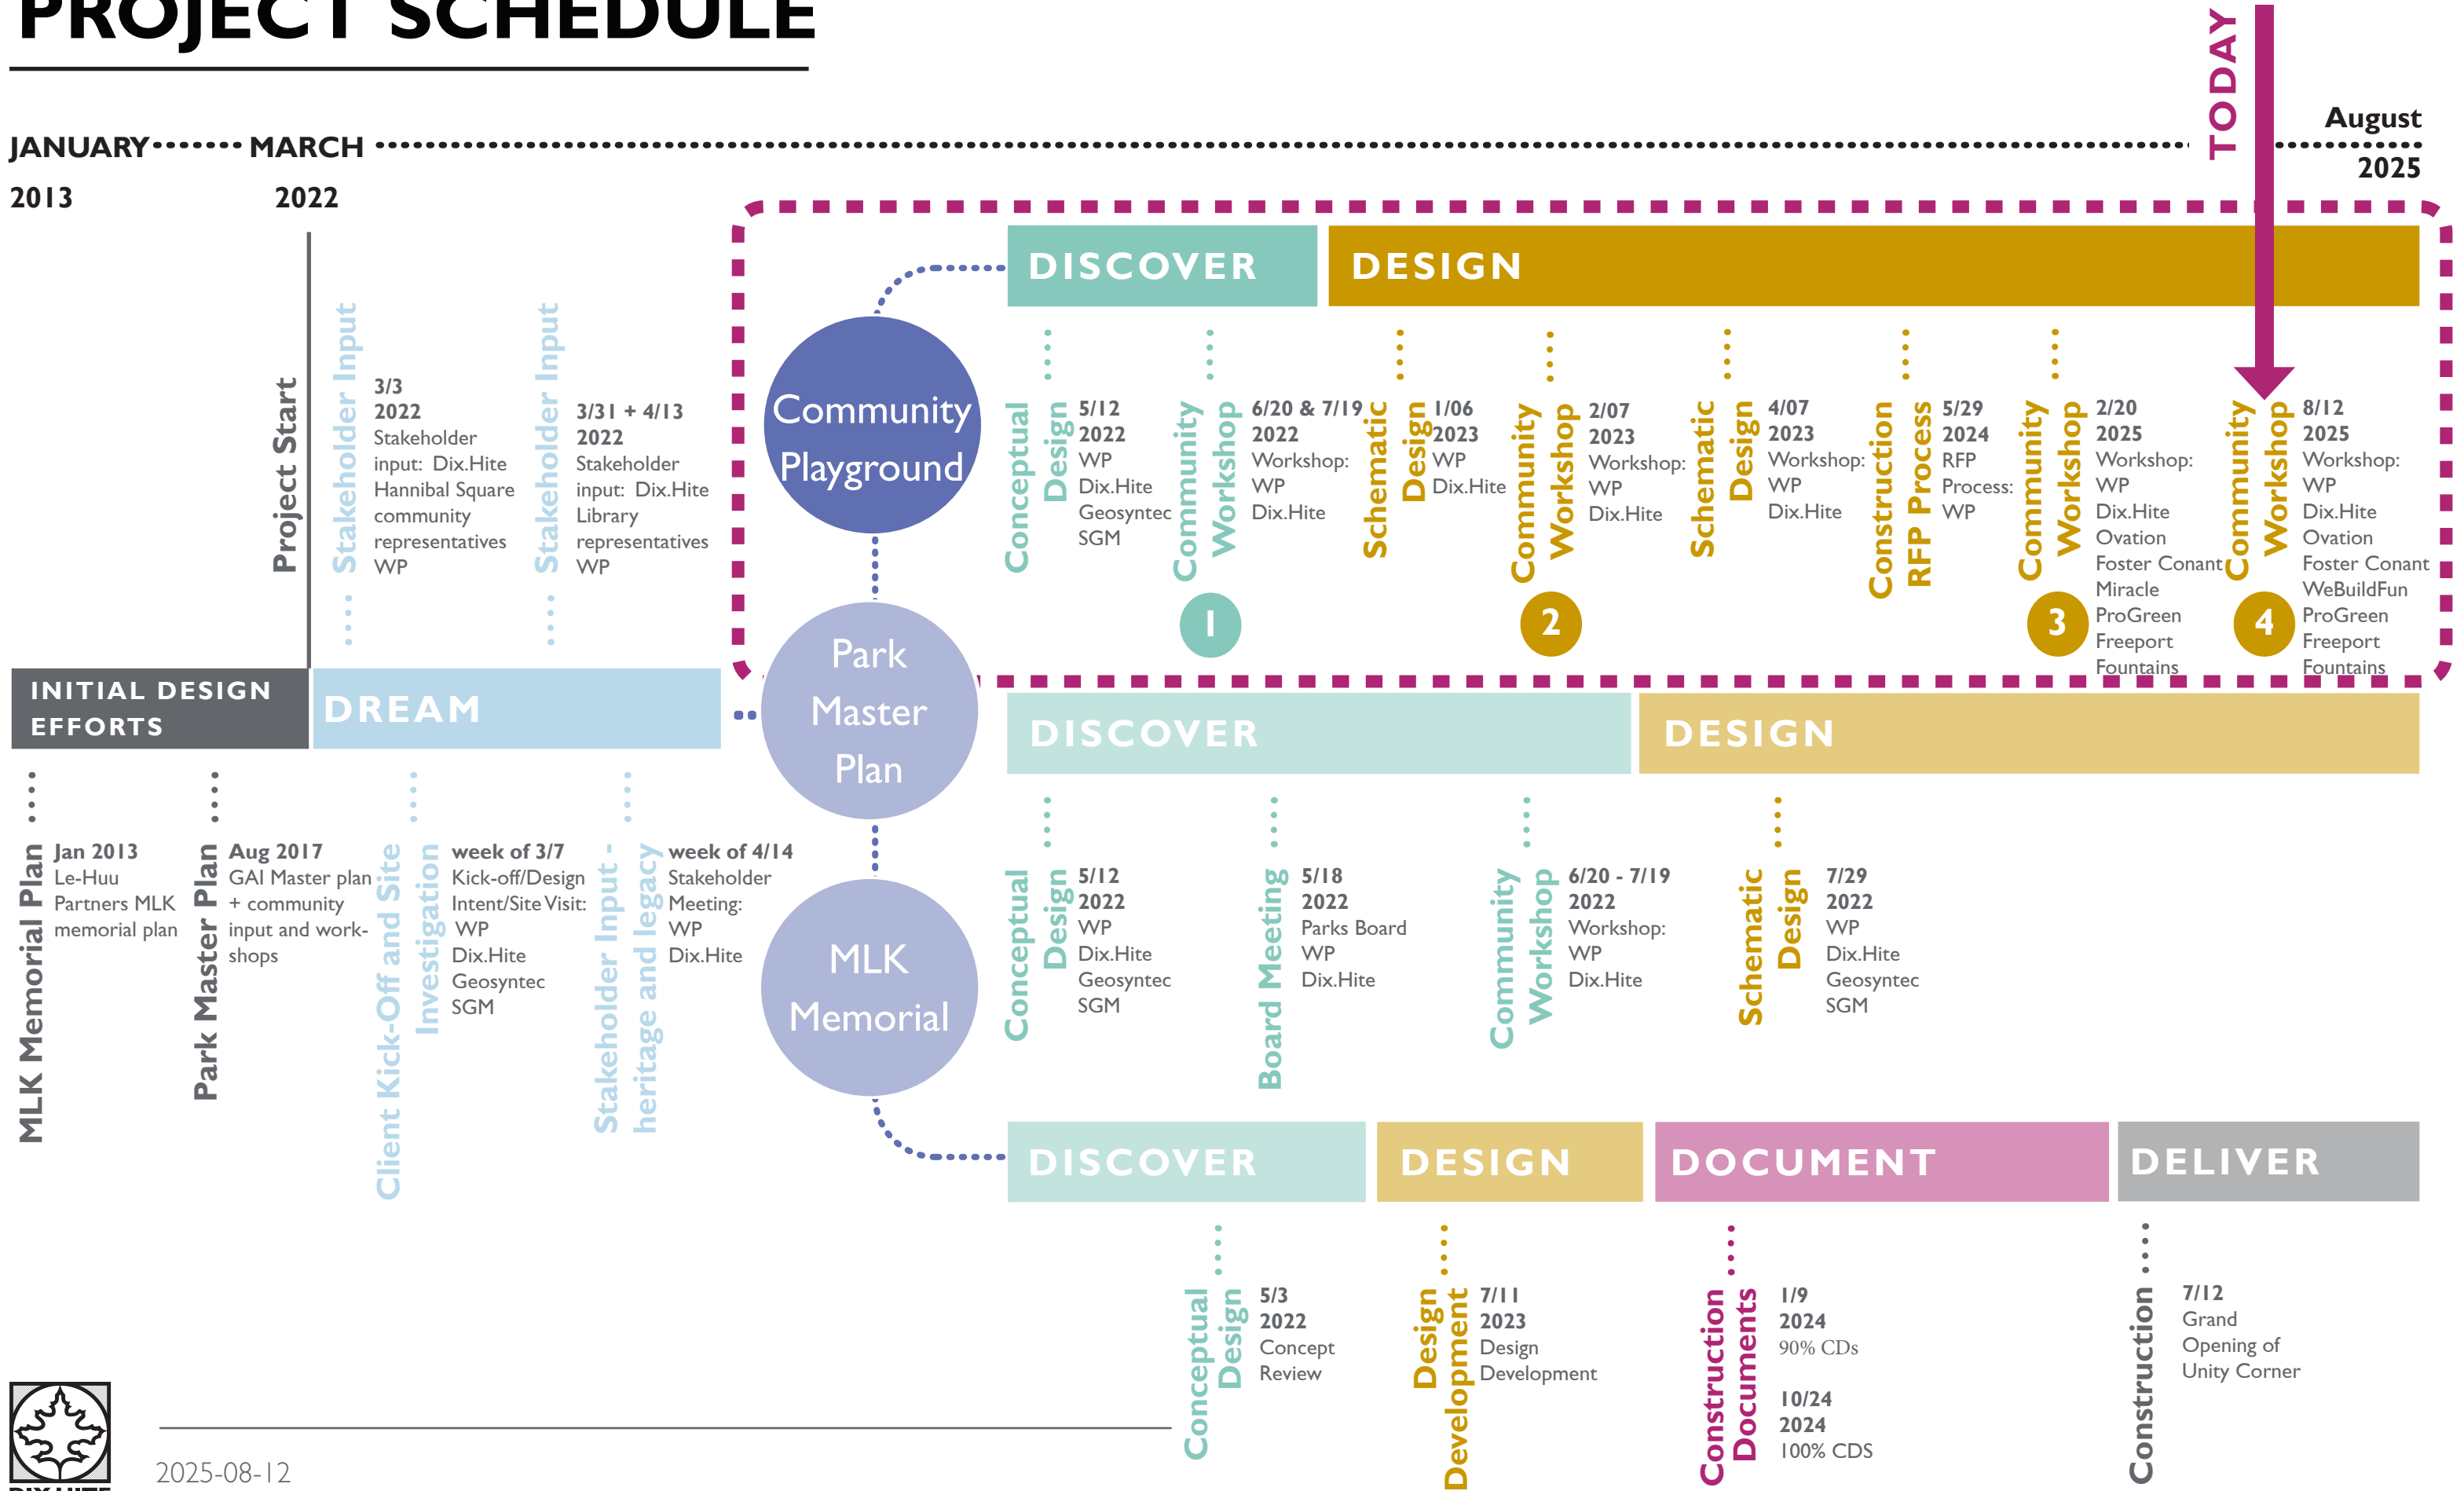 PROJECT SCHEDULE
TODAY
JANUARY
2013
MARCH
2022
August
2025
Project Start
Stakeholder Input
3/3
2022
Stakeholder
input: Dix.Hite
Hannibal Square
community
representatives
WP
Stakeholder Input
3/31 + 4/13
2022
Stakeholder
input: Dix.Hite
Library
representatives
WP
INITIAL DESIGN
EFFORTS
DREAM
MLK Memorial Plan
Jan 2013
Le-Huu
Partners MLK
memorial plan
Park Master Plan
Aug 2017
GAI Master plan
+ community
input and work-
shops
Client Kick-Off and Site
Investigation
week of 3/7
Kick-off/Design
Intent/Site Visit:
WP
Dix.Hite
Geosyntec
SGM
Stakeholder Input -
heritage and legacy
week of 4/14
Stakeholder
Meeting:
WP
Dix.Hite
Community
Playground
DISCOVER
DESIGN
Conceptual
Design
5/12
2022
WP
Dix.Hite
Geosyntec
SGM
Community
Workshop
6/20 & 7/19
2022
Workshop:
WP
Dix.Hite
1
Schematic
Design
1/06
2023
WP
Dix.Hite
Community
Workshop
2/07
2023
Workshop:
WP
Dix.Hite
2
Schematic
Design
4/07
2023
Workshop:
WP
Dix.Hite
Construction
RFP Process
5/29
2024
RFP
Process:
WP
Community
Workshop
2/20
2025
Workshop:
WP
Dix.Hite
Ovation
Foster Conant
Miracle
ProGreen
Freeport
Fountains
3
Community
Workshop
8/12
2025
Workshop:
WP
Dix.Hite
Ovation
Foster Conant
WeBuildFun
ProGreen
Freeport
Fountains
4
Park
Master
Plan
DISCOVER
DESIGN
Conceptual
Design
5/12
2022
WP
Dix.Hite
Geosyntec
SGM
Board Meeting
5/18
2022
Parks Board
WP
Dix.Hite
Community
Workshop
6/20 - 7/19
2022
Workshop:
WP
Dix.Hite
Schematic
Design
7/29
2022
WP
Dix.Hite
Geosyntec
SGM
MLK
Memorial
DISCOVER
DESIGN
DOCUMENT
DELIVER
Conceptual
Design
5/3
2022
Concept
Review
Design
Development
7/11
2023
Design
Development
Construction
Documents
1/9
2024
90% CDs
10/24
2024
100% CDS
Construction
7/12
Grand
Opening of
Unity Corner
2025-08-12
DIX.HITE